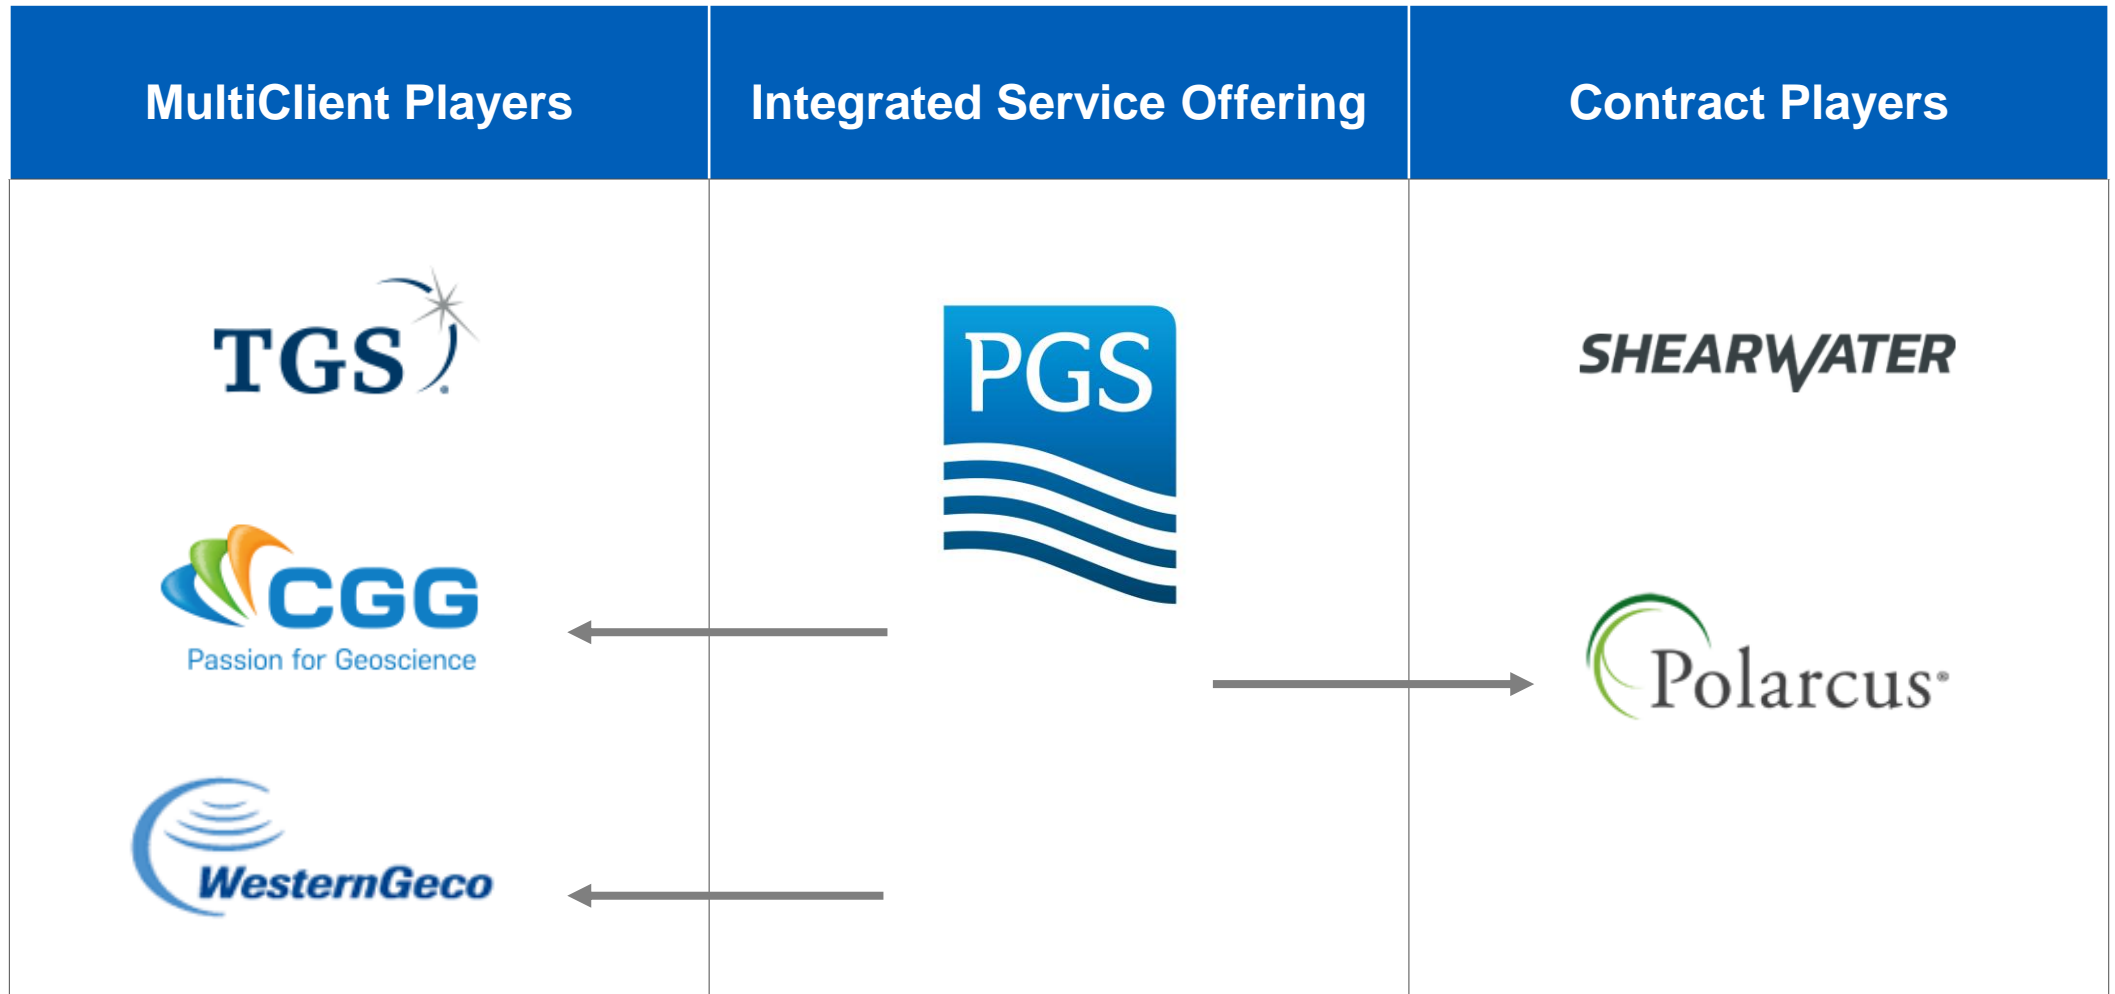 MultiClient Players
Integrated Service Offering
Contract Players
TGS
CGG
Passion for Geoscience
WesternGeco
PGS
SHEARWATER
Polarcus®